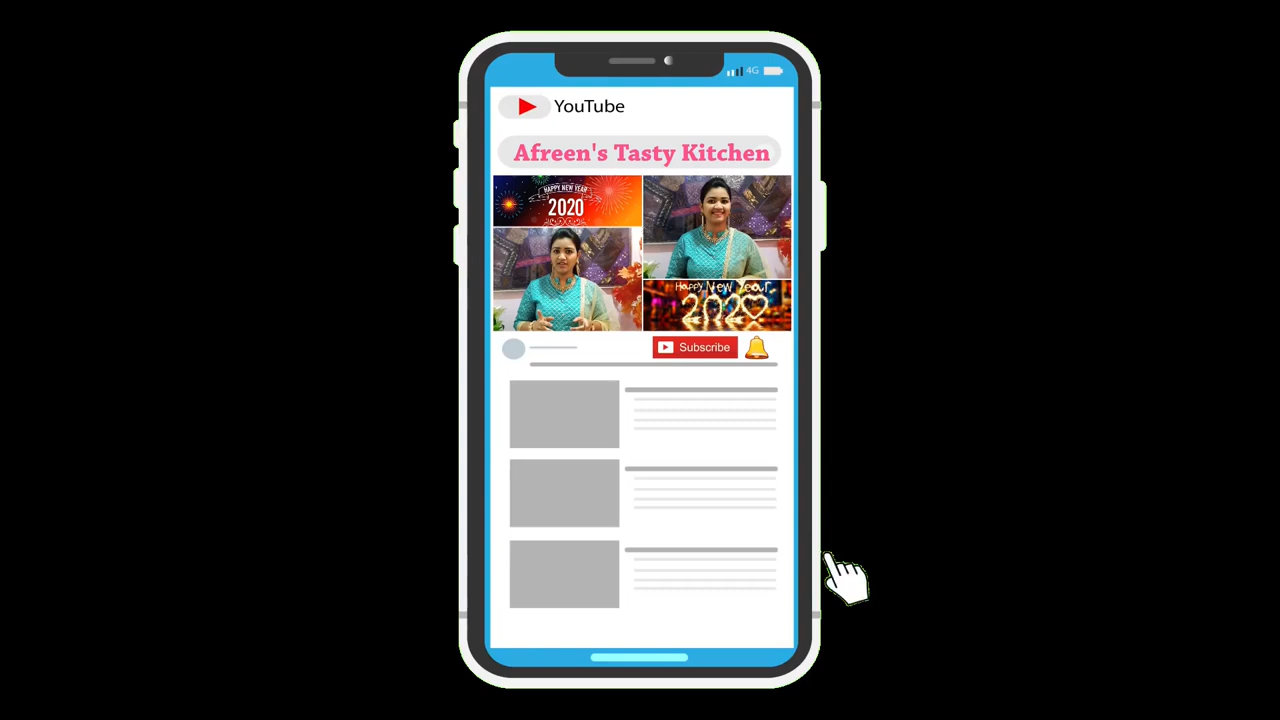 4G
YouTube
Afreen's Tasty Kitchen
HAPPY NEW YEAR
2020
Happy New Year
2020
Subscribe